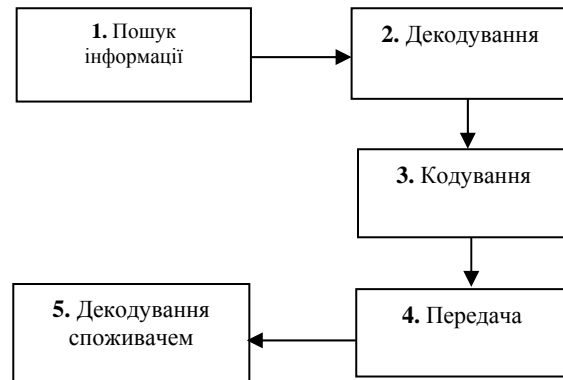 1. Пошук
інформації
2. Декодування
3. Кодування
4. Передача
5. Декодування
споживачем